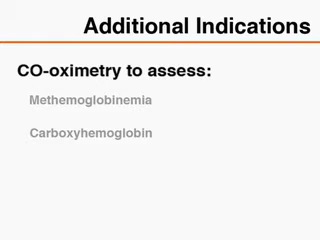 Additional Indications
CO-oximetry to assess:
Methemoglobinemia
Carboxyhemoglobin